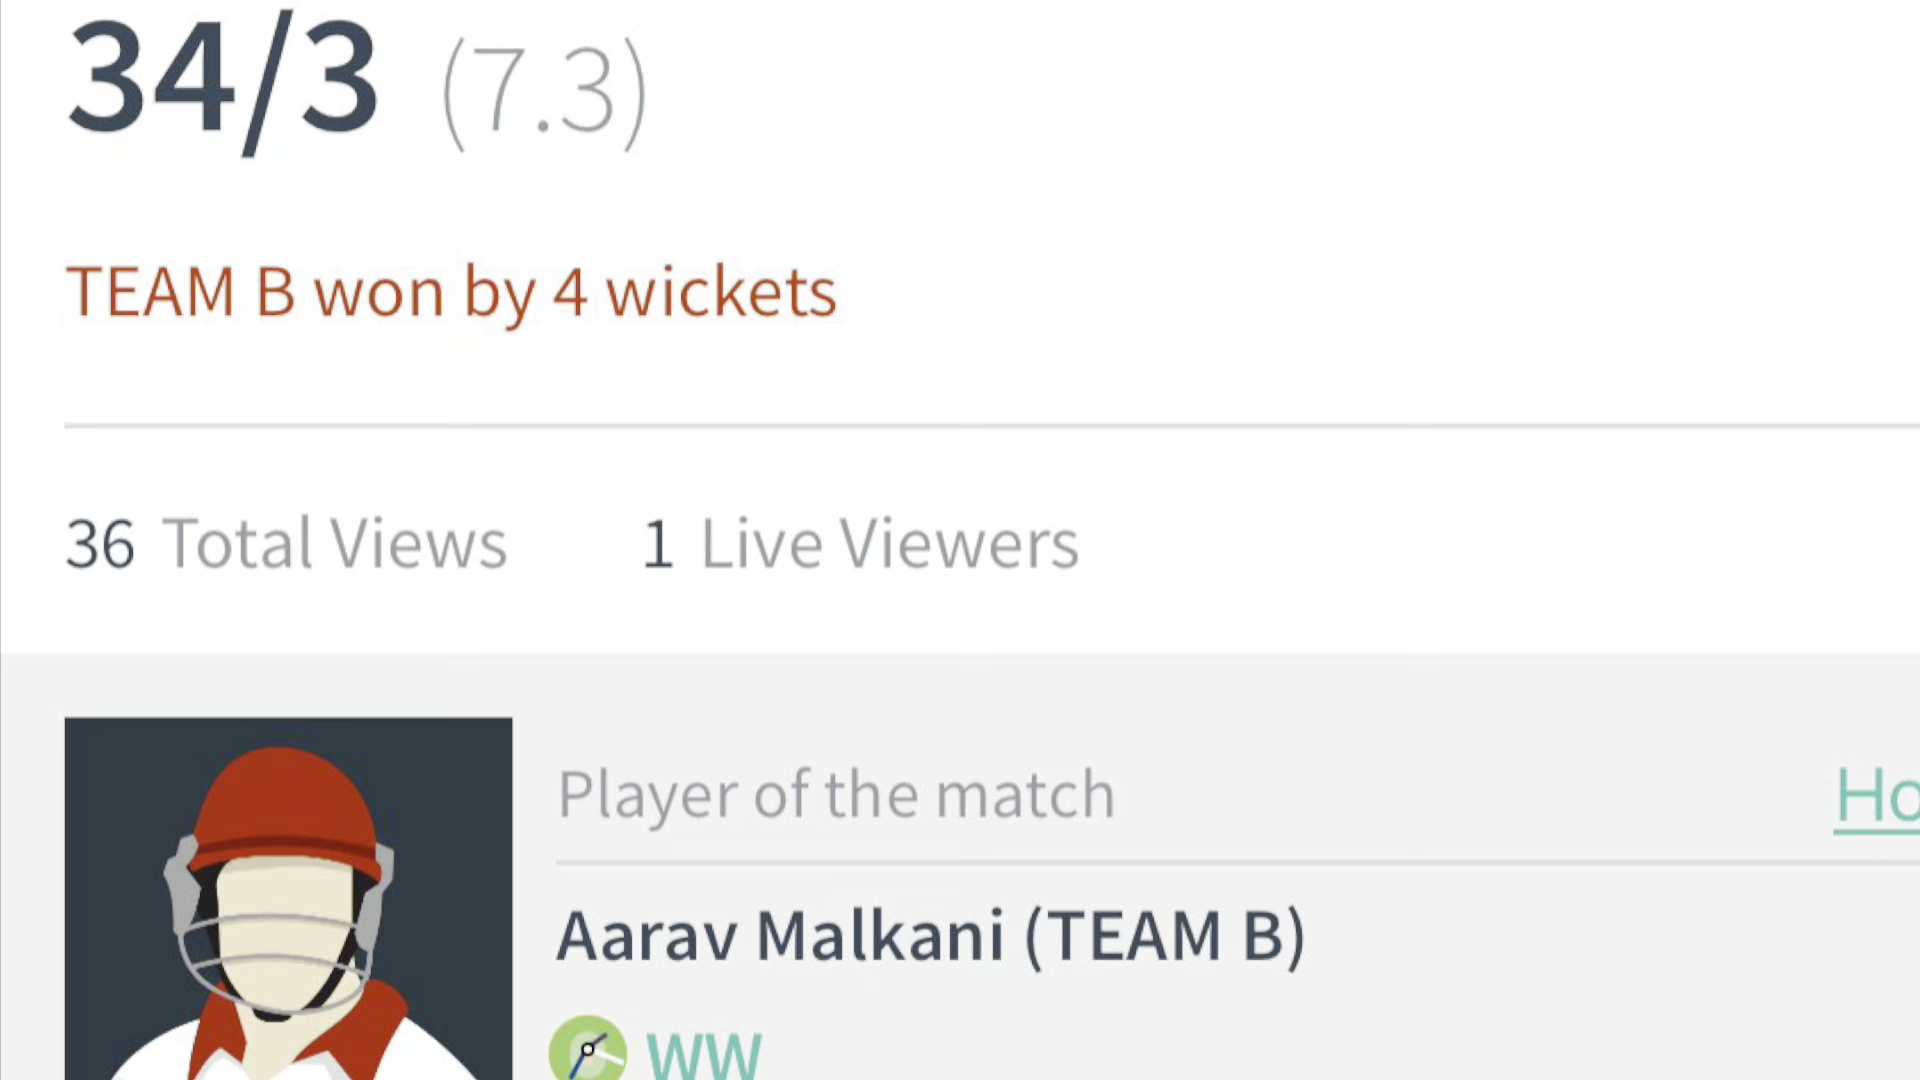 34/3 (7.3)
TEAM B won by 4 wickets
36 Total Views 1 Live Viewers
Player of the match
Aarav Malkani (TEAM B)
WW